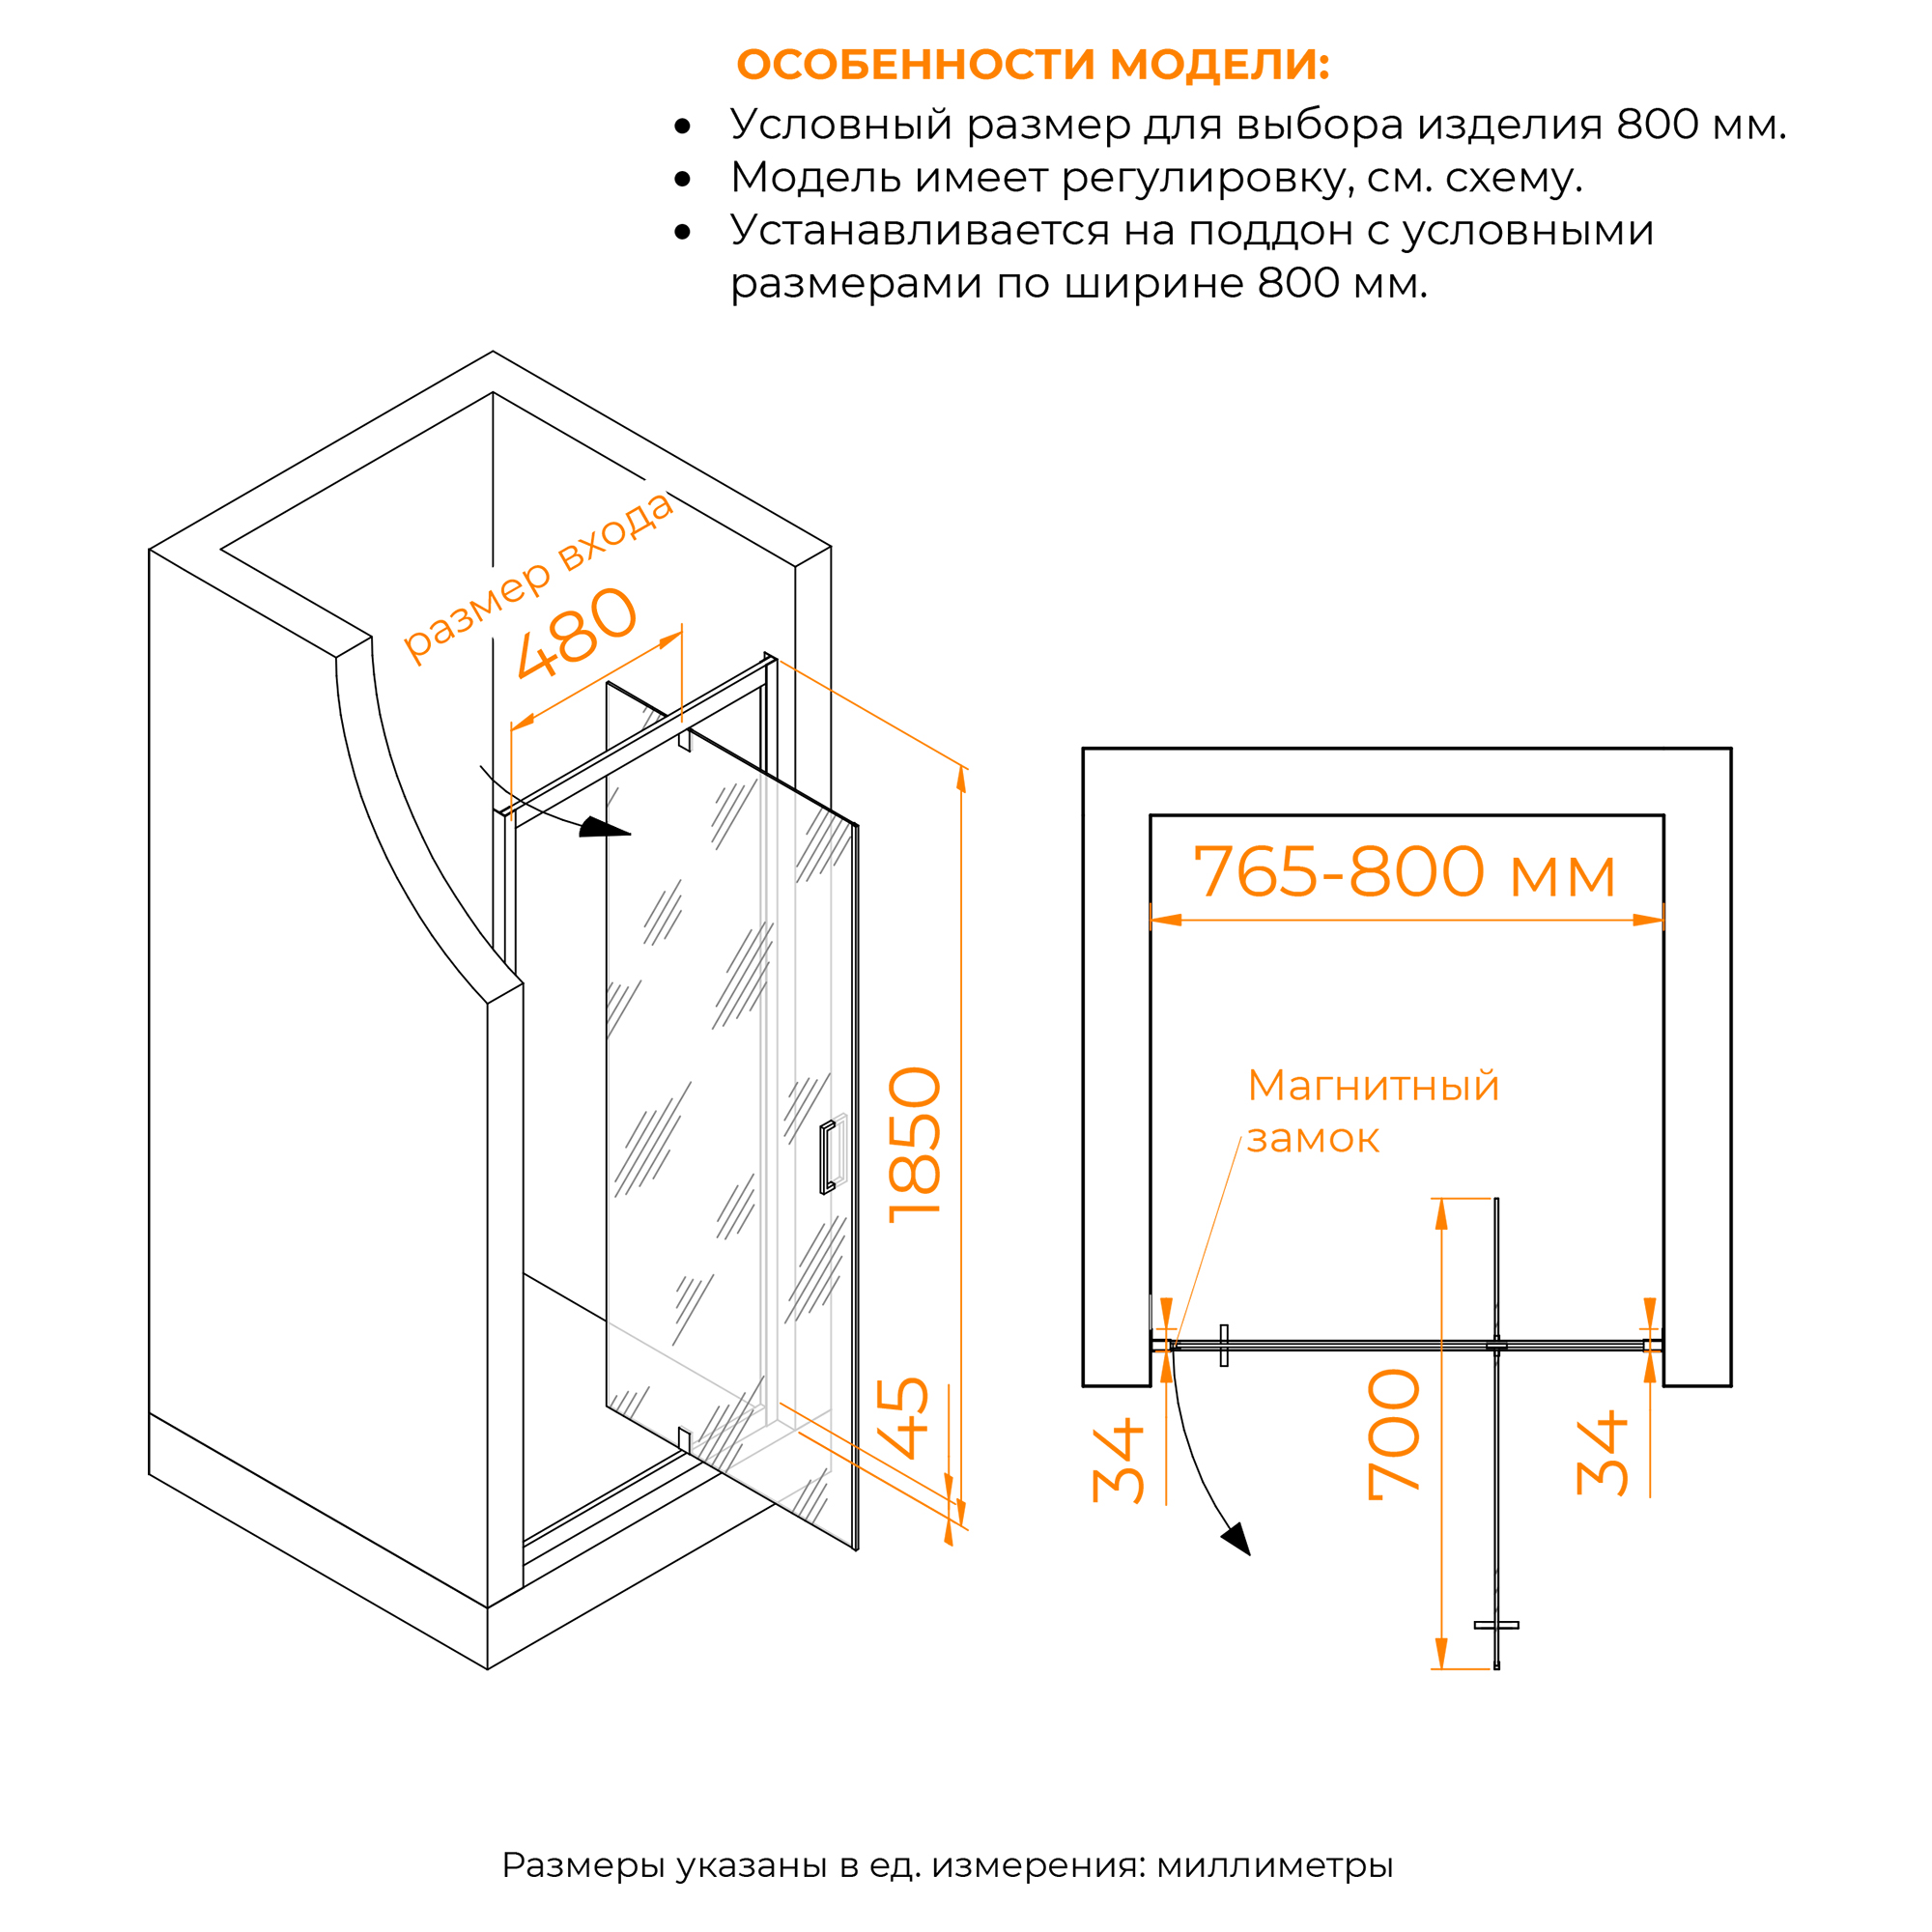 ОСОБЕННОСТИ МОДЕЛИ:
● Условный размер для выбора изделия 800 мм.
● Модель имеет регулировку, см. схему.
● Устанавливается на поддон с условными
размерами по ширине 800 мм.
размер входа
480
1850
45
765-800 мм
Магнитный
замок
34
700
34
Размеры указаны в ед. измерения: миллиметры